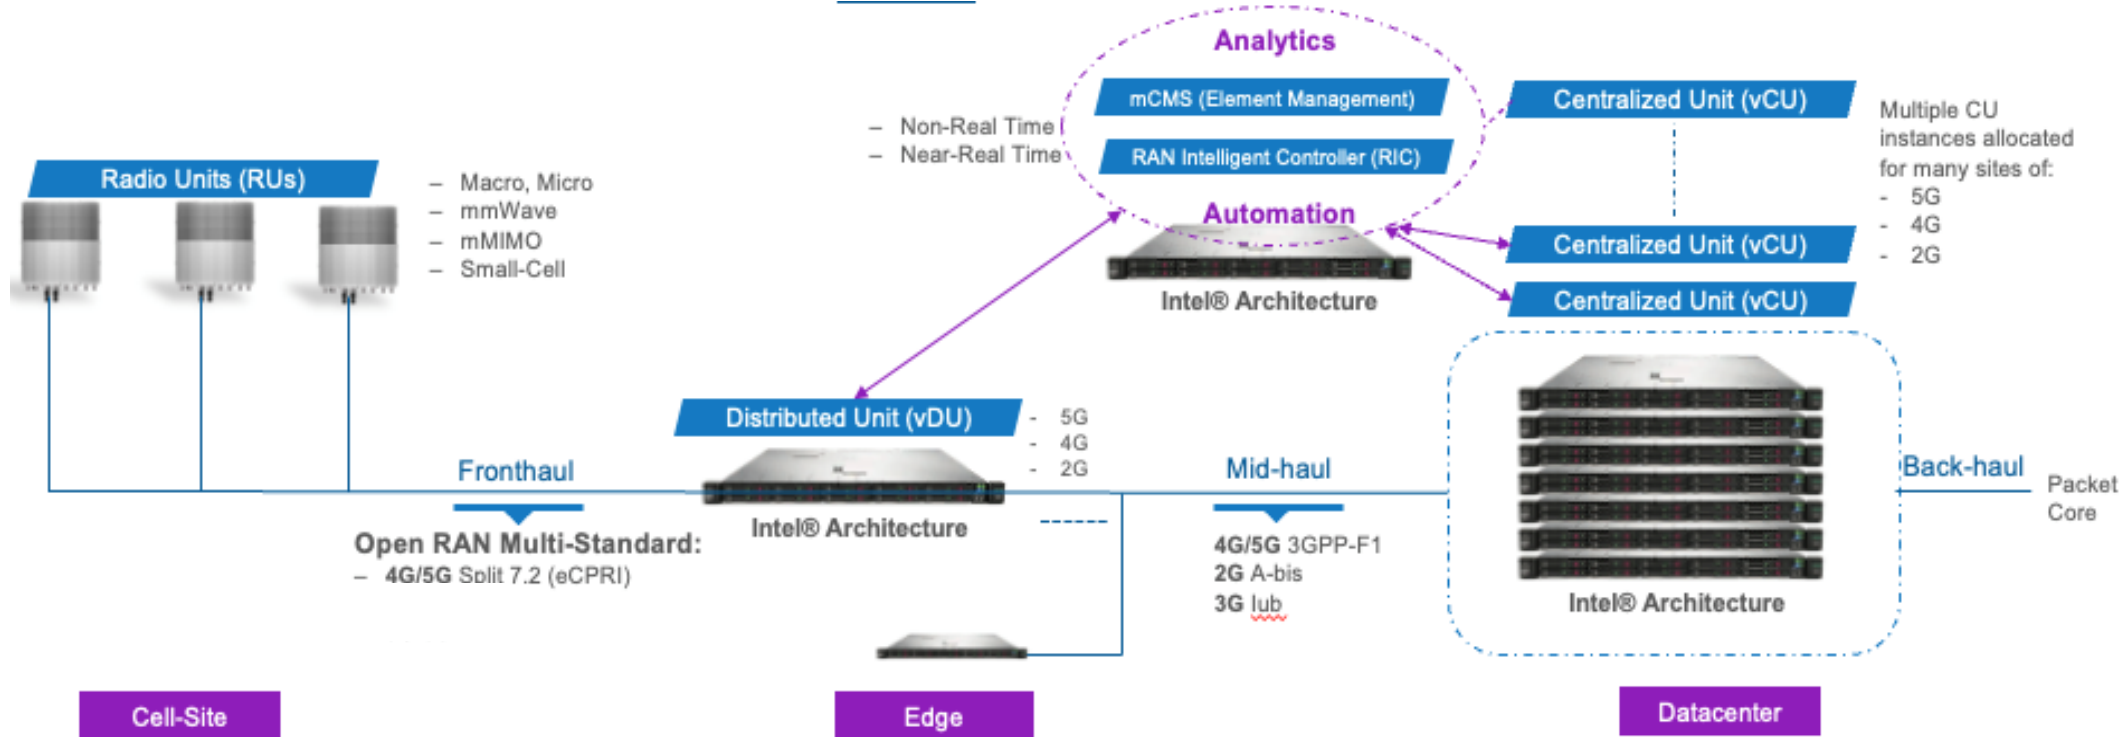 Analytics
mCMS (Element Management)
RAN Intelligent Controller (RIC)
Automation
Intel® Architecture
– Non-Real Time
– Near-Real Time
Centralized Unit (vCU)
Centralized Unit (vCU)
Centralized Unit (vCU)
Multiple CU
instances allocated
for many sites of:
- 5G
- 4G
- 2G
Radio Units (RUs)
– Macro, Micro
– mmWave
– mMIMO
– Small-Cell
Distributed Unit (vDU)
- 5G
- 4G
- 2G
Intel® Architecture
Fronthaul
Open RAN Multi-Standard:
– 4G/5G Split 7.2 (eCPRI)
Mid-haul
4G/5G 3GPP-F1
2G A-bis
3G Iub
Intel® Architecture
Back-haul
Packet
Core
Cell-Site
Edge
Datacenter